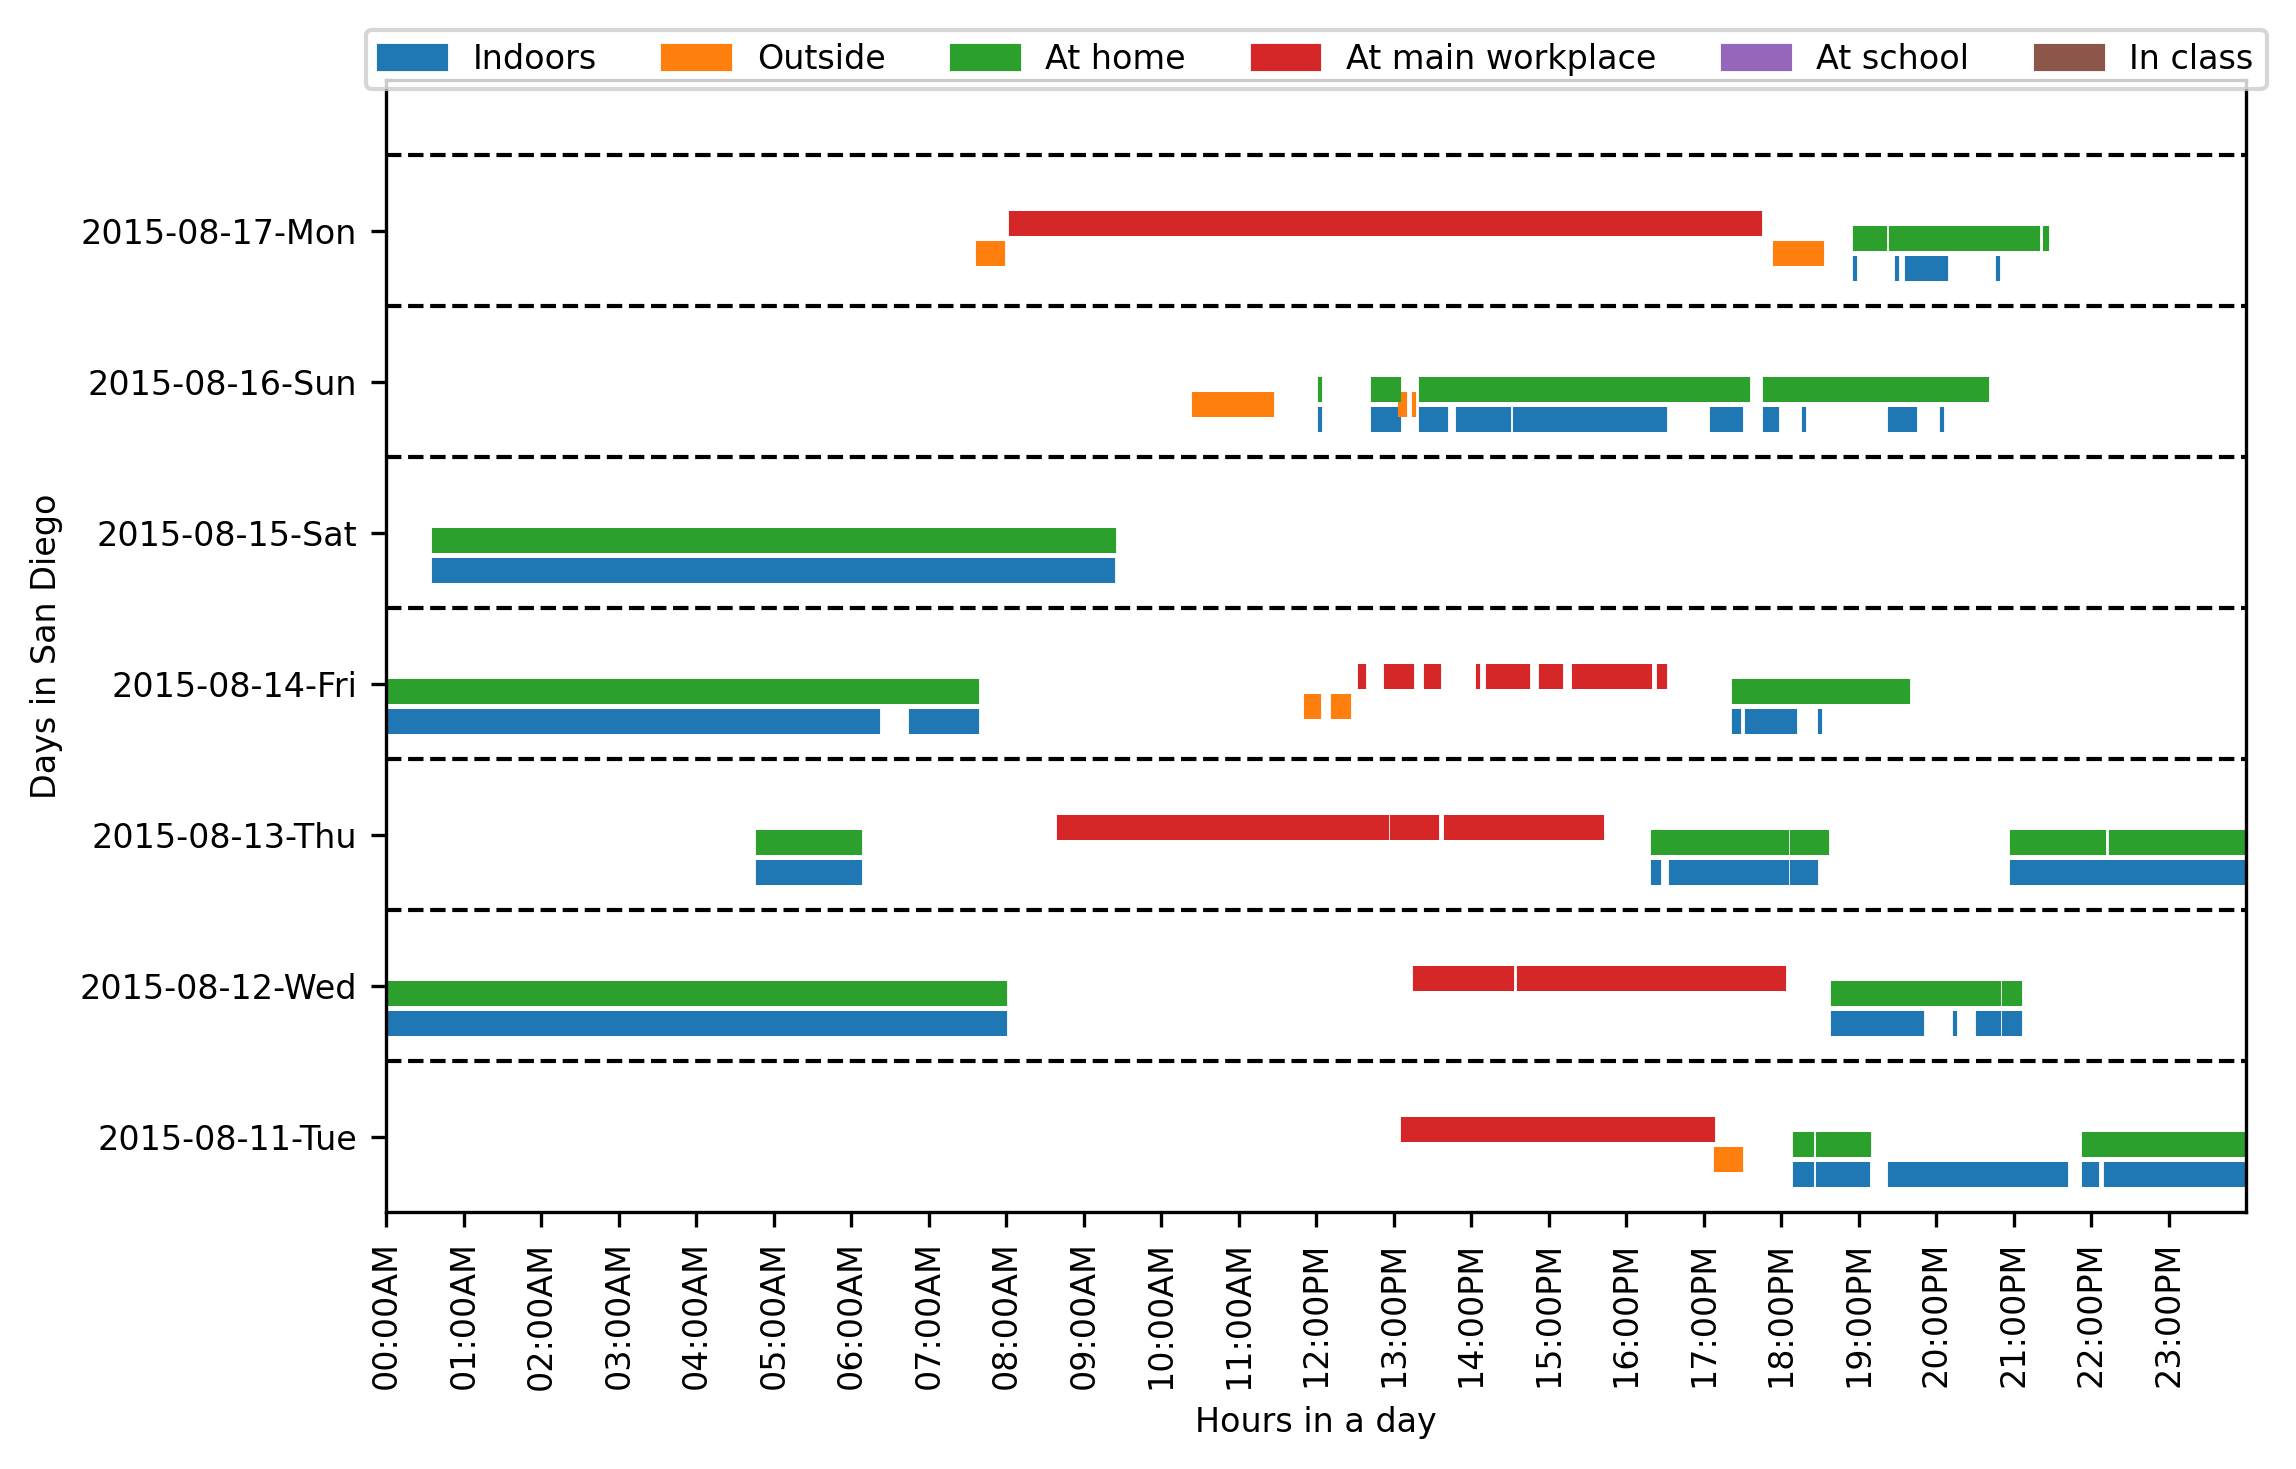 Indoors Outside At home At main workplace At school In class
2015-08-17-Mon
2015-08-16-Sun
2015-08-15-Sat
2015-08-14-Fri
2015-08-13-Thu
2015-08-12-Wed
2015-08-11-Tue
Days in San Diego
00:00AM
01:00AM
02:00AM
03:00AM
04:00AM
05:00AM
06:00AM
07:00AM
08:00AM
09:00AM
10:00AM
11:00AM
12:00PM
13:00PM
14:00PM
15:00PM
16:00PM
17:00PM
18:00PM
19:00PM
20:00PM
21:00PM
22:00PM
23:00PM
Hours in a day